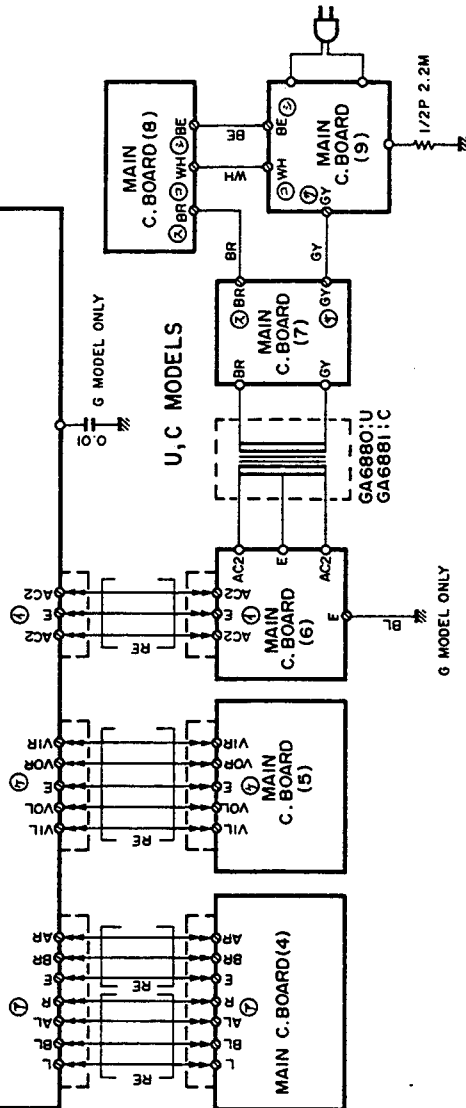 MAIN
C. BOARD (8)
BR WH BE
BR
WH
BE
BE
WH
GY
MAIN
C. BOARD
(9)
1/2P 2.2M
BR
GY
MAIN
C. BOARD
(7)
BR
GY
U, C MODELS
0.01
G MODEL ONLY
GA6880:U
GA6881:C
AC2
E
AC2
AC2 E AC2
RE
AC2 E AC2
MAIN
C. BOARD
(6)
E
BL
G MODEL ONLY
VIL VOL E VOR VIR
RE
VIL VOL E VOR VIR
MAIN
C. BOARD
(5)
L BL AL R E BR AR
RE RE
L BL AL R E BR AR
MAIN C. BOARD (4)